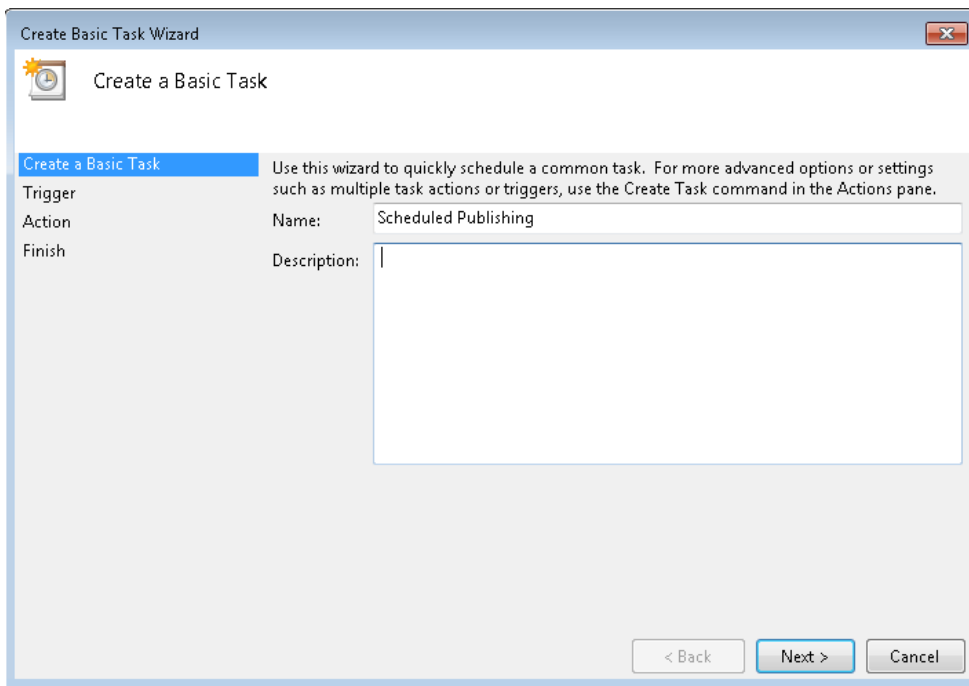 Create Basic Task Wizard
Create a Basic Task
Create a Basic Task
Trigger
Action
Finish
Use this wizard to quickly schedule a common task. For more advanced options or settings
such as multiple task actions or triggers, use the Create Task command in the Actions pane.
Name:
Scheduled Publishing
Description:
< Back
Next >
Cancel